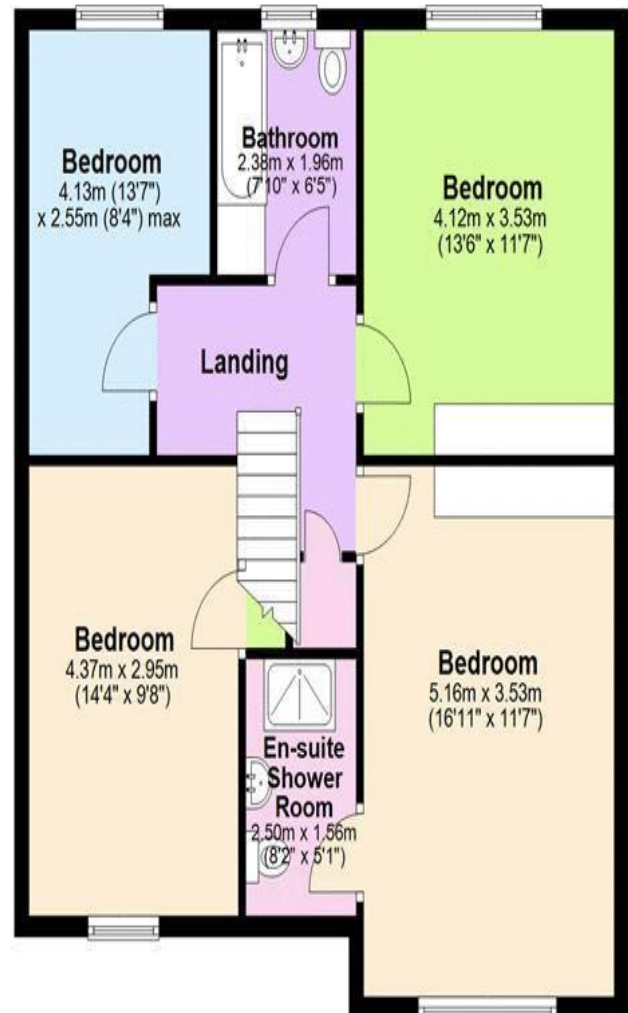 Bedroom
4.13m (13'7")
x 2.55m (8'4") max
Bathroom
2.38m x 1.96m
(7'10" x 6'5")
Bedroom
4.12m x 3.53m
(13'6" x 11'7")
Landing
Bedroom
4.37m x 2.95m
(14'4" x 9'8")
Bedroom
5.16m x 3.53m
(16'11" x 11'7")
En-suite
Shower
Room
2.50m x 1.56m
(8'2" x 5'1")